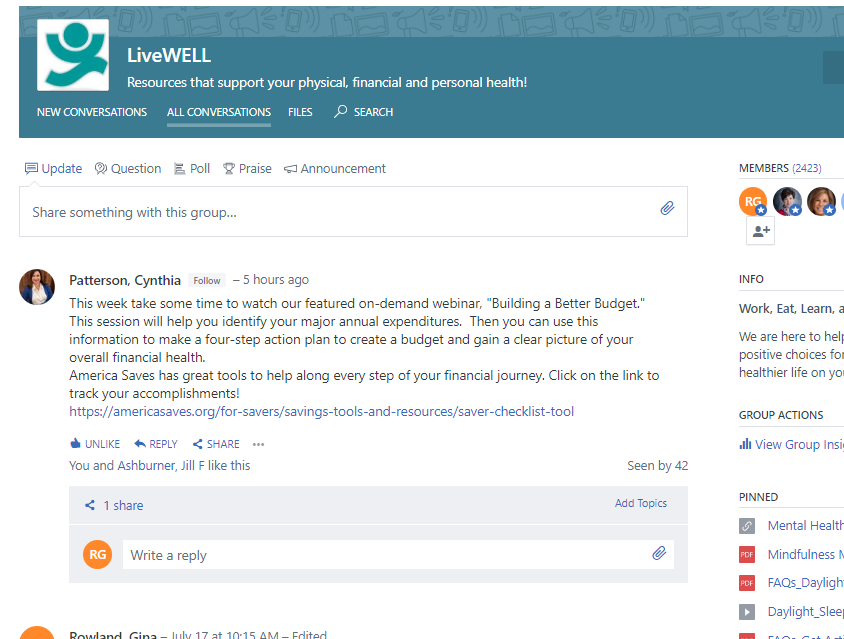 LiveWELL
Resources that support your physical, financial and personal health!
NEW CONVERSATIONS ALL CONVERSATIONS FILES SEARCH
Update Question Poll Praise Announcement
Share something with this group...
Patterson, Cynthia Follow – 5 hours ago
This week take some time to watch our featured on-demand webinar, "Building a Better Budget."
This session will help you identify your major annual expenditures. Then you can use this
information to make a four-step action plan to create a budget and gain a clear picture of your
overall financial health.
America Saves has great tools to help along every step of your financial journey. Click on the link to
track your accomplishments!
https://americasaves.org/for-savers/savings-tools-and-resources/saver-checklist-tool
UNLIKE REPLY SHARE •••
You and Ashburner, Jill F like this Seen by 42
1 share Add Topics
RG Write a reply
Rowland, Gina – July 17 at 10:15 AM – Edited
MEMBERS (2423)
RG
INFO
Work, Eat, Learn, a
We are here to help
positive choices for
healthier life on you
GROUP ACTIONS
View Group Insi
PINNED
Mental Health
PDF Mindfulness M
PDF FAQs_Dayligh
Daylight_Sleep